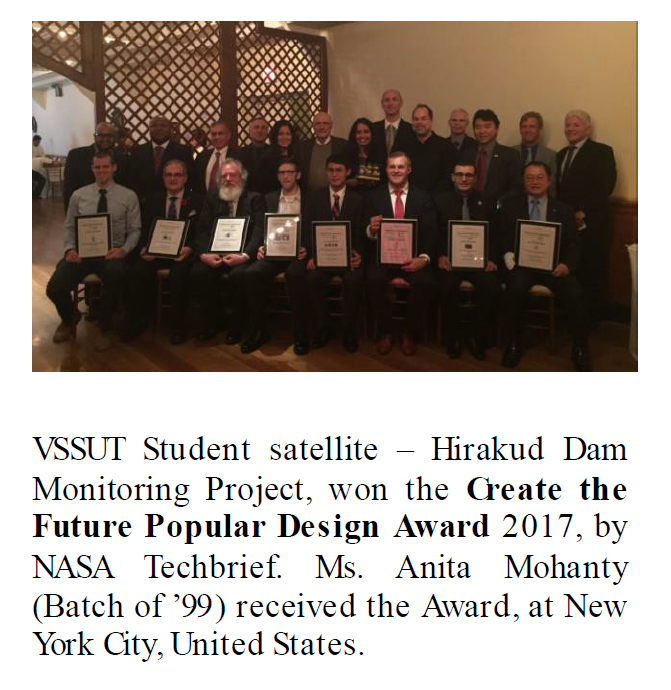 VSSUT Student satellite – Hirakud Dam
Monitoring Project, won the Create the
Future Popular Design Award 2017, by
NASA Techbrief. Ms. Anita Mohanty
(Batch of ’99) received the Award, at New
York City, United States.